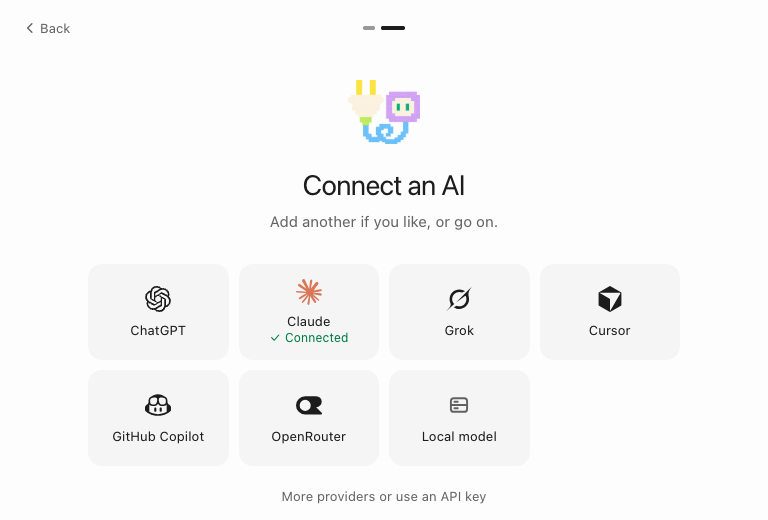 Back
Connect an AI
Add another if you like, or go on.
ChatGPT
Claude
Connected
Grok
Cursor
GitHub Copilot
OpenRouter
Local model
More providers or use an API key